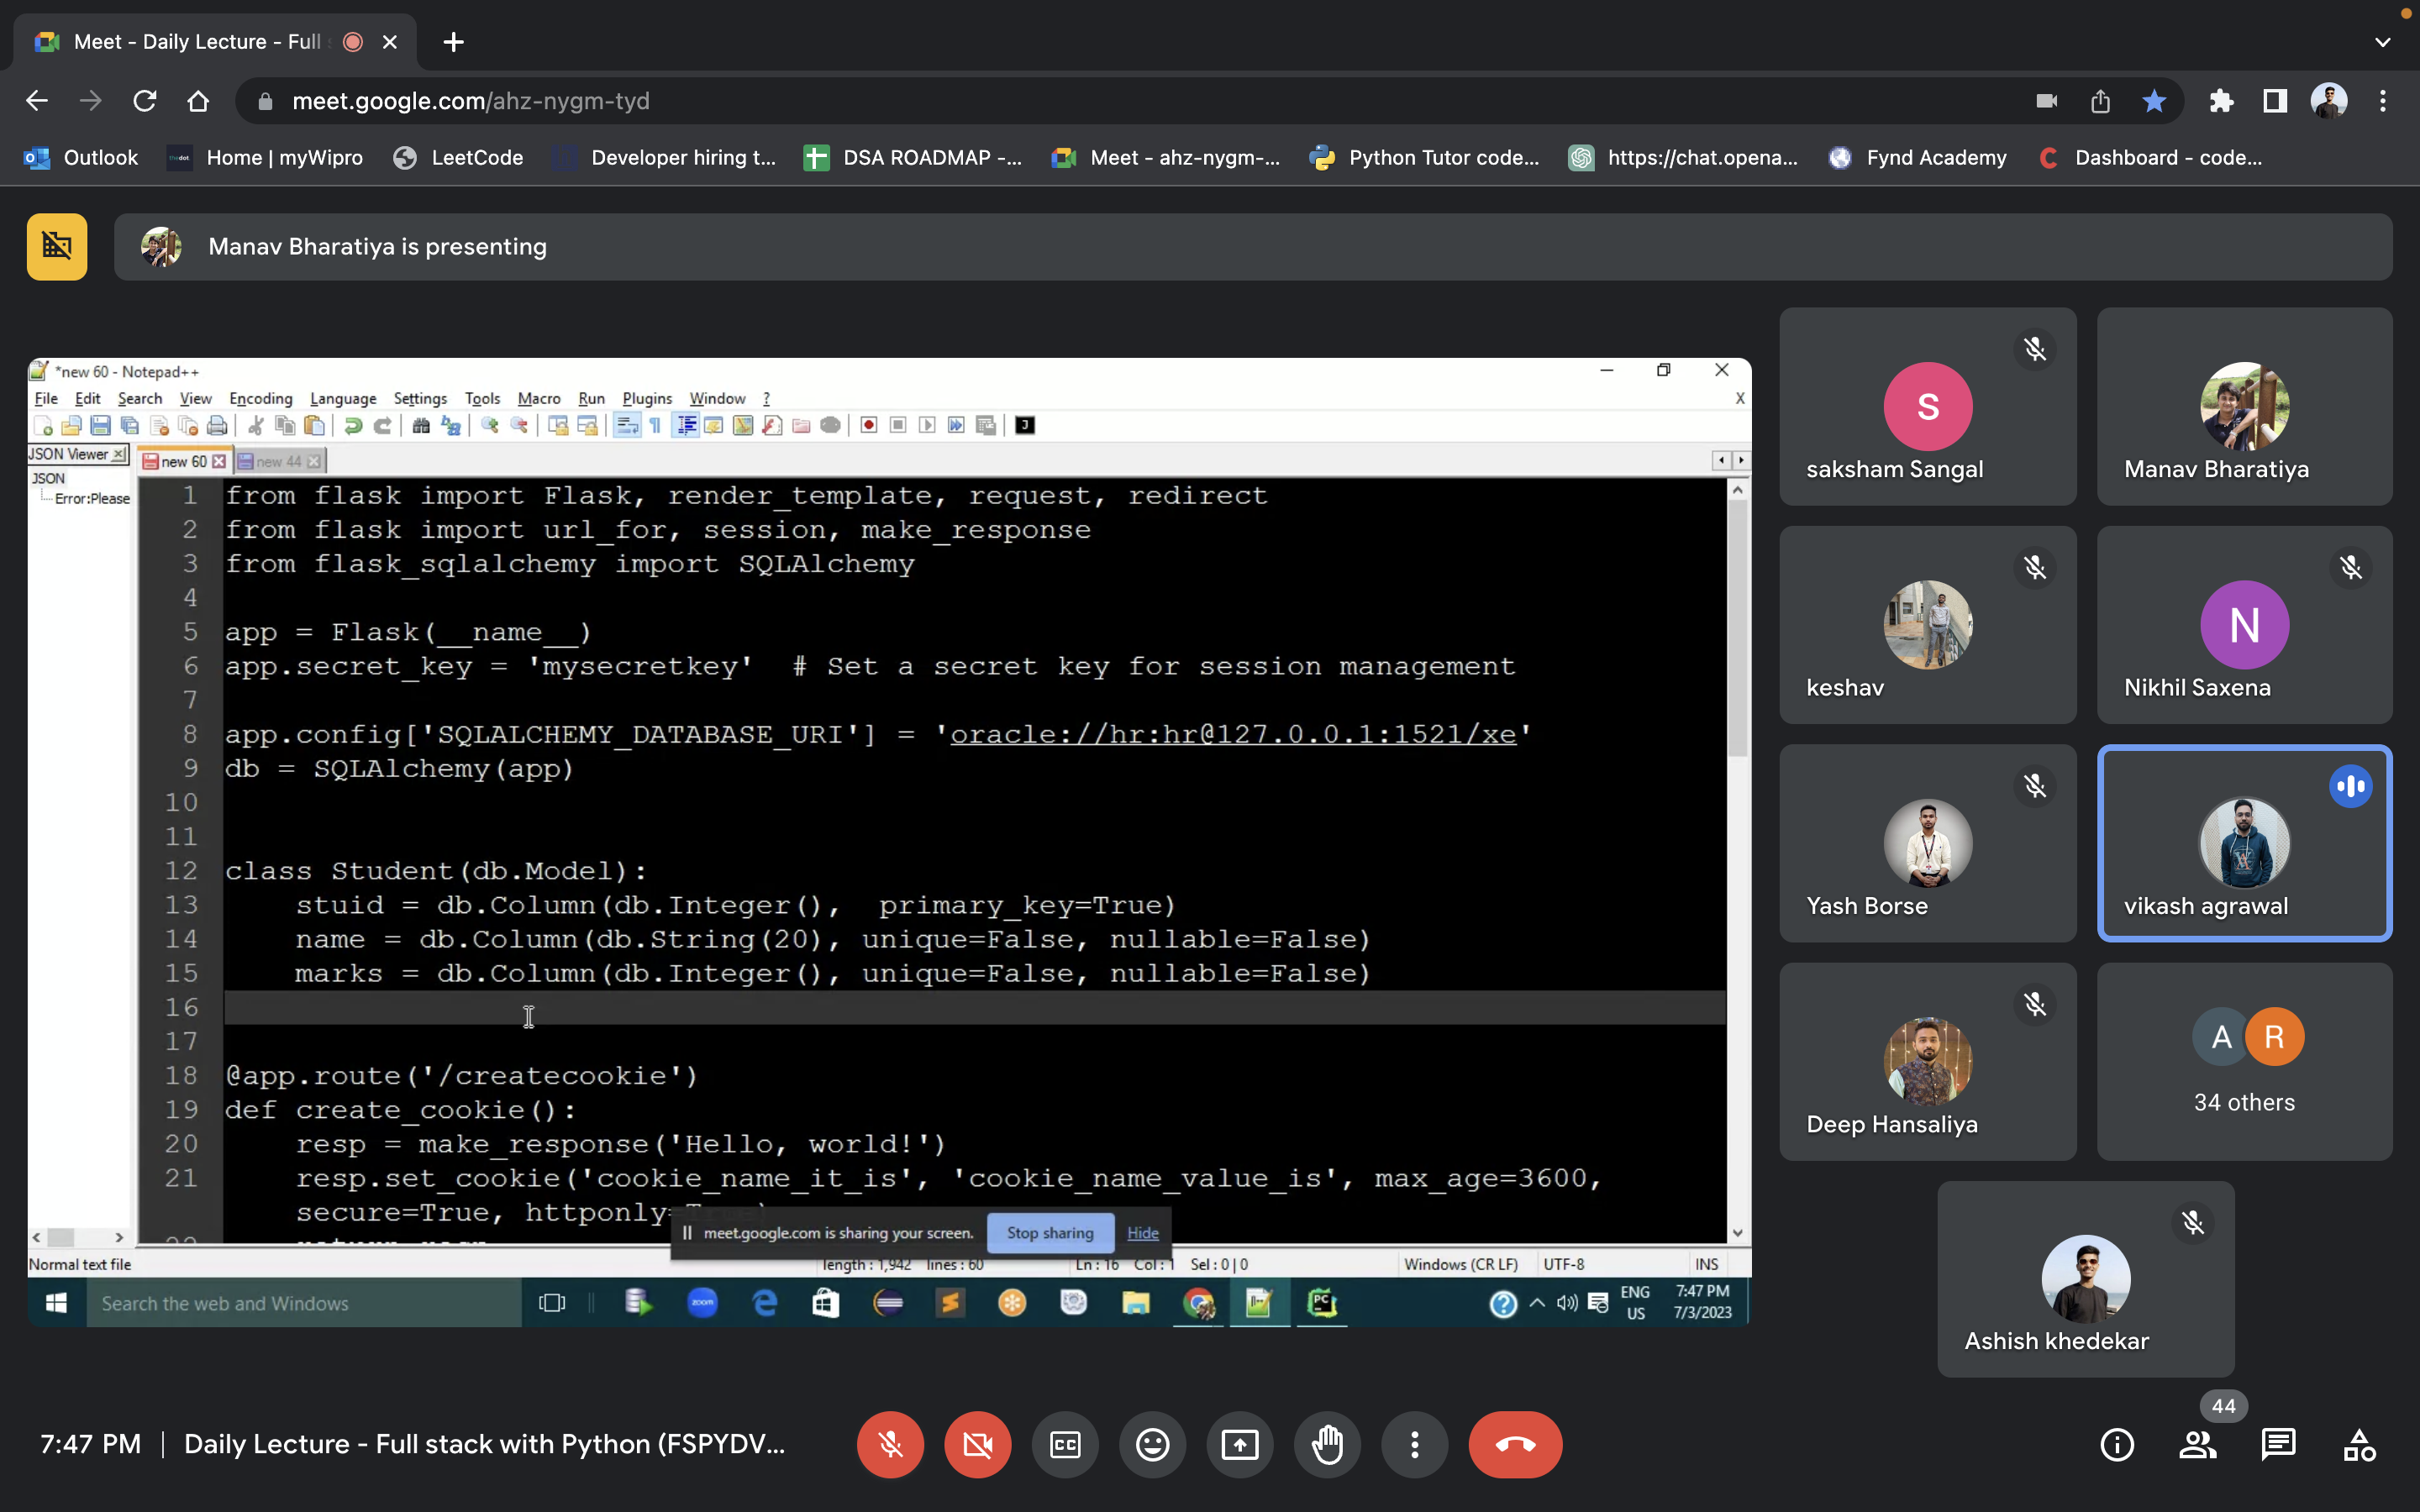 Meet - Daily Lecture - Full
meet.google.com/ahz-nygm-tyd
Outlook
Home | myWipro
LeetCode
Developer hiring t...
DSA ROADMAP -...
Meet - ahz-nygm-...
Python Tutor code...
https://chat.opena...
Fynd Academy
Dashboard - code...
Manav Bharatiya is presenting
*new 60 - Notepad++
File Edit Search View Encoding Language Settings Tools Macro Run Plugins Window ?
X
JSON Viewer
new 60
new 44
JSON
Error:Please
1 from flask import Flask, render_template, request, redirect
2 from flask import url_for, session, make_response
3 from flask_sqlalchemy import SQLAlchemy
4
5 app = Flask(__name__)
6 app.secret_key = 'mysecretkey'  # Set a secret key for session management
7
8 app.config['SQLALCHEMY_DATABASE_URI'] = 'oracle://hr:hr@127.0.0.1:1521/xe'
9 db = SQLAlchemy(app)
10
11
12 class Student(db.Model):
13     stuid = db.Column(db.Integer(),  primary_key=True)
14     name = db.Column(db.String(20), unique=False, nullable=False)
15     marks = db.Column(db.Integer(), unique=False, nullable=False)
16
17
18 @app.route('/createcookie')
19 def create_cookie():
20     resp = make_response('Hello, world!')
21     resp.set_cookie('cookie_name_it_is', 'cookie_name_value_is', max_age=3600,
    secure=True, httponly=True)
meet.google.com is sharing your screen.
Stop sharing
Hide
Normal text file
length : 1,942 lines : 60
Ln : 16 Col : 1 Sel : 0 | 0
Windows (CR LF)
UTF-8
INS
Search the web and Windows
zoom
PC
ENG
US
7:47 PM
7/3/2023
S
saksham Sangal
Manav Bharatiya
keshav
N
Nikhil Saxena
Yash Borse
vikash agrawal
Deep Hansaliya
A R
34 others
Ashish khedekar
7:47 PM
Daily Lecture - Full stack with Python (FSPYDV...
CC
44